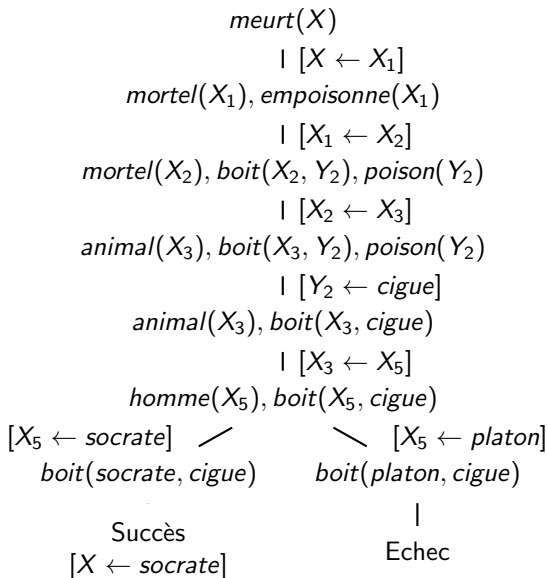 meurt(X)
[X ← X₁]
mortel(X₁), empoisonne(X₁)
[X₁ ← X₂]
mortel(X₂), boit(X₂, Y₂), poison(Y₂)
[X₂ ← X₃]
animal(X₃), boit(X₃, Y₂), poison(Y₂)
[Y₂ ← cigue]
animal(X₃), boit(X₃, cigue)
[X₃ ← X₅]
homme(X₅), boit(X₅, cigue)
[X₅ ← socrate] [X₅ ← platon]
boit(socrate, cigue) boit(platon, cigue)
Succès
Echec
[X ← socrate]